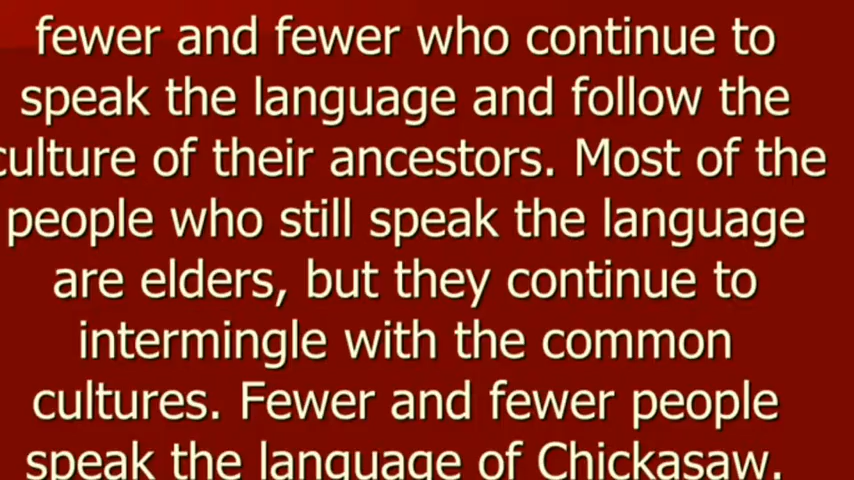 fewer and fewer who continue to
speak the language and follow the
culture of their ancestors. Most of the
people who still speak the language
are elders, but they continue to
intermingle with the common
cultures. Fewer and fewer people
speak the language of Chickasaw.